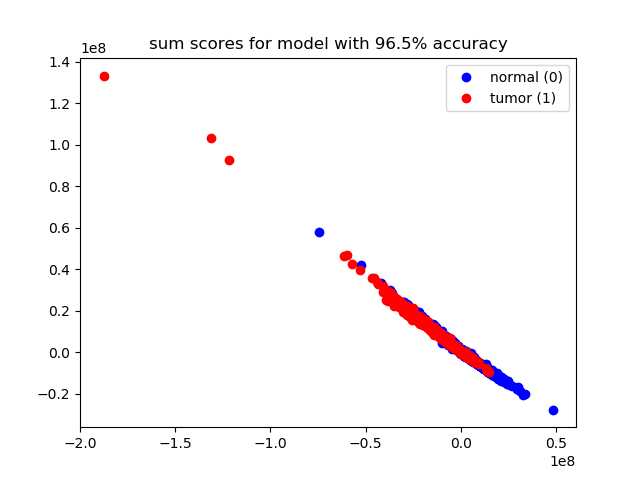 sum scores for model with 96.5% accuracy
1e8
normal (0)
tumor (1)
1.4
1.2
1.0
0.8
0.6
0.4
0.2
0.0
−0.2
−2.0 −1.5 −1.0 −0.5 0.0 0.5
1e8